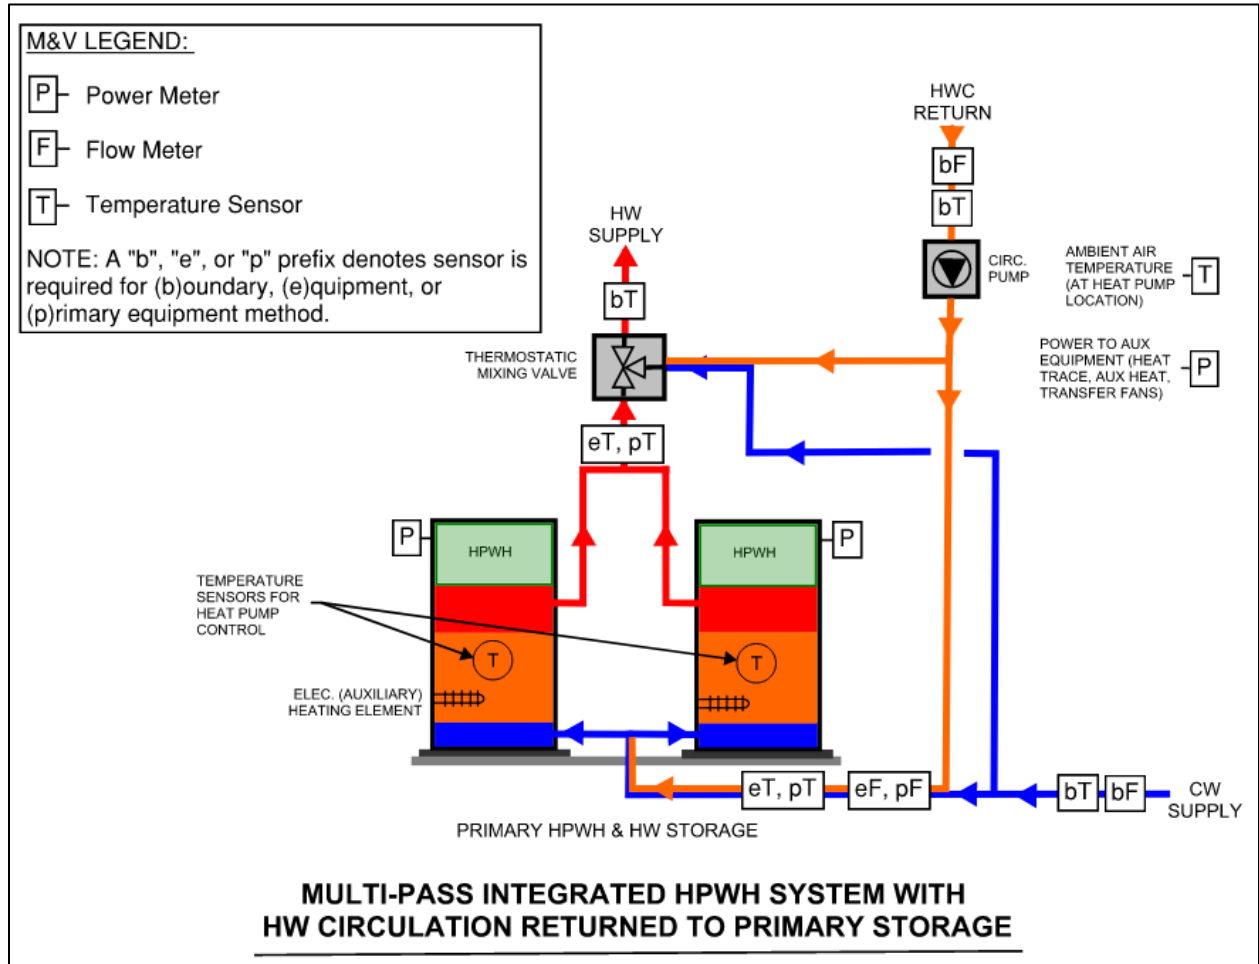 M&V LEGEND:
P Power Meter
F Flow Meter
T Temperature Sensor
NOTE: A "b", "e", or "p" prefix denotes sensor is
required for (b)oundary, (e)quipment, or
(p)rimary equipment method.
HWC
RETURN
bF
bT
HW
SUPPLY
bT
CIRC.
PUMP
AMBIENT AIR
TEMPERATURE
(AT HEAT PUMP
LOCATION)
T
THERMOSTATIC
MIXING VALVE
POWER TO AUX
EQUIPMENT (HEAT
TRACE, AUX HEAT,
TRANSFER FANS)
P
eT, pT
P
HPWH
HPWH
P
TEMPERATURE
SENSORS FOR
HEAT PUMP
CONTROL
T
T
ELEC. (AUXILIARY)
HEATING ELEMENT
eT, pT
eF, pF
bT
bF
CW
SUPPLY
PRIMARY HPWH & HW STORAGE
MULTI-PASS INTEGRATED HPWH SYSTEM WITH
HW CIRCULATION RETURNED TO PRIMARY STORAGE